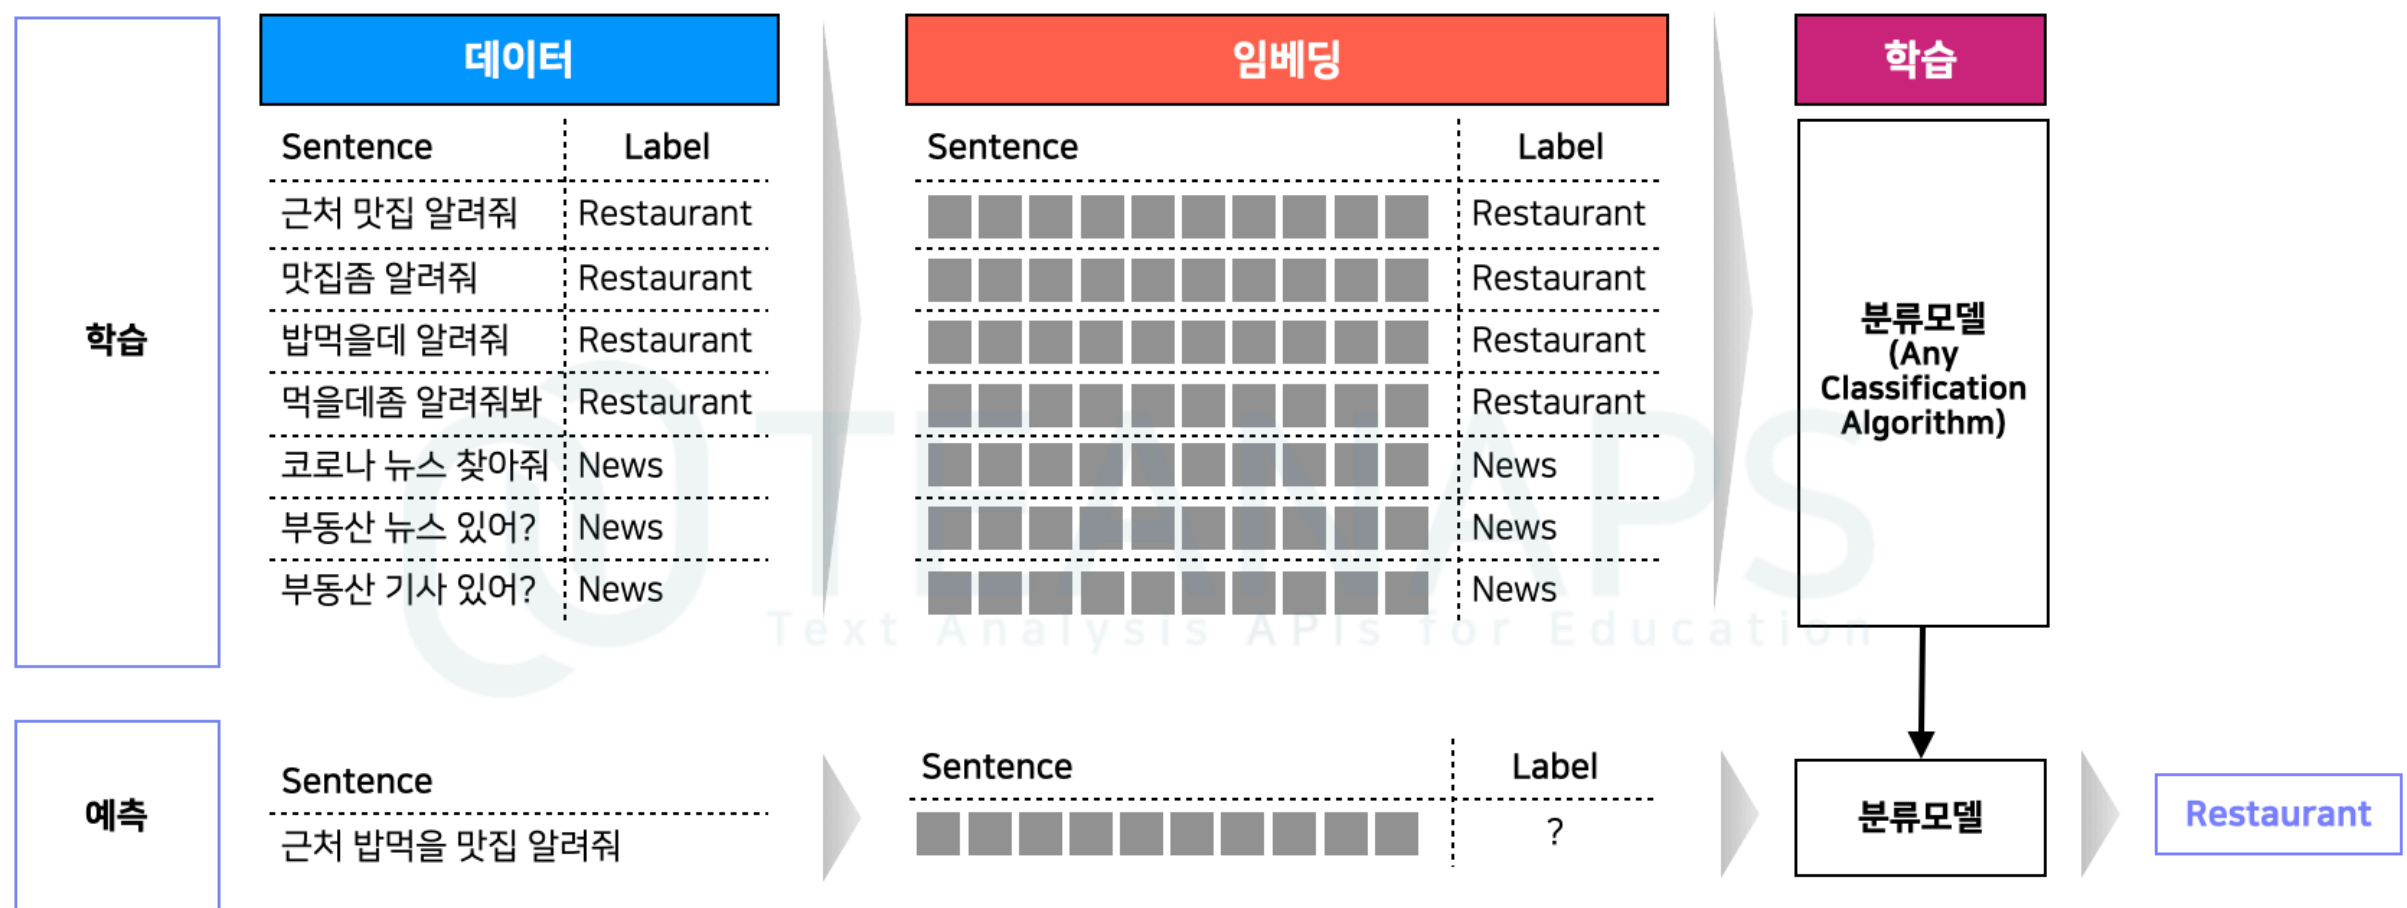 데이터
임베딩
학습
학습
Sentence Label
근처 맛집 알려줘 Restaurant
맛집좀 알려줘 Restaurant
밥먹을데 알려줘 Restaurant
먹을데좀 알려줘봐 Restaurant
코로나 뉴스 찾아줘 News
부동산 뉴스 있어? News
부동산 기사 있어? News
Sentence Label
Restaurant
Restaurant
Restaurant
Restaurant
News
News
News
분류모델
(Any
Classification
Algorithm)
@TEANAPS
Text Analysis APIs for Education
예측
Sentence
근처 밥먹을 맛집 알려줘
Sentence Label
?
분류모델
Restaurant